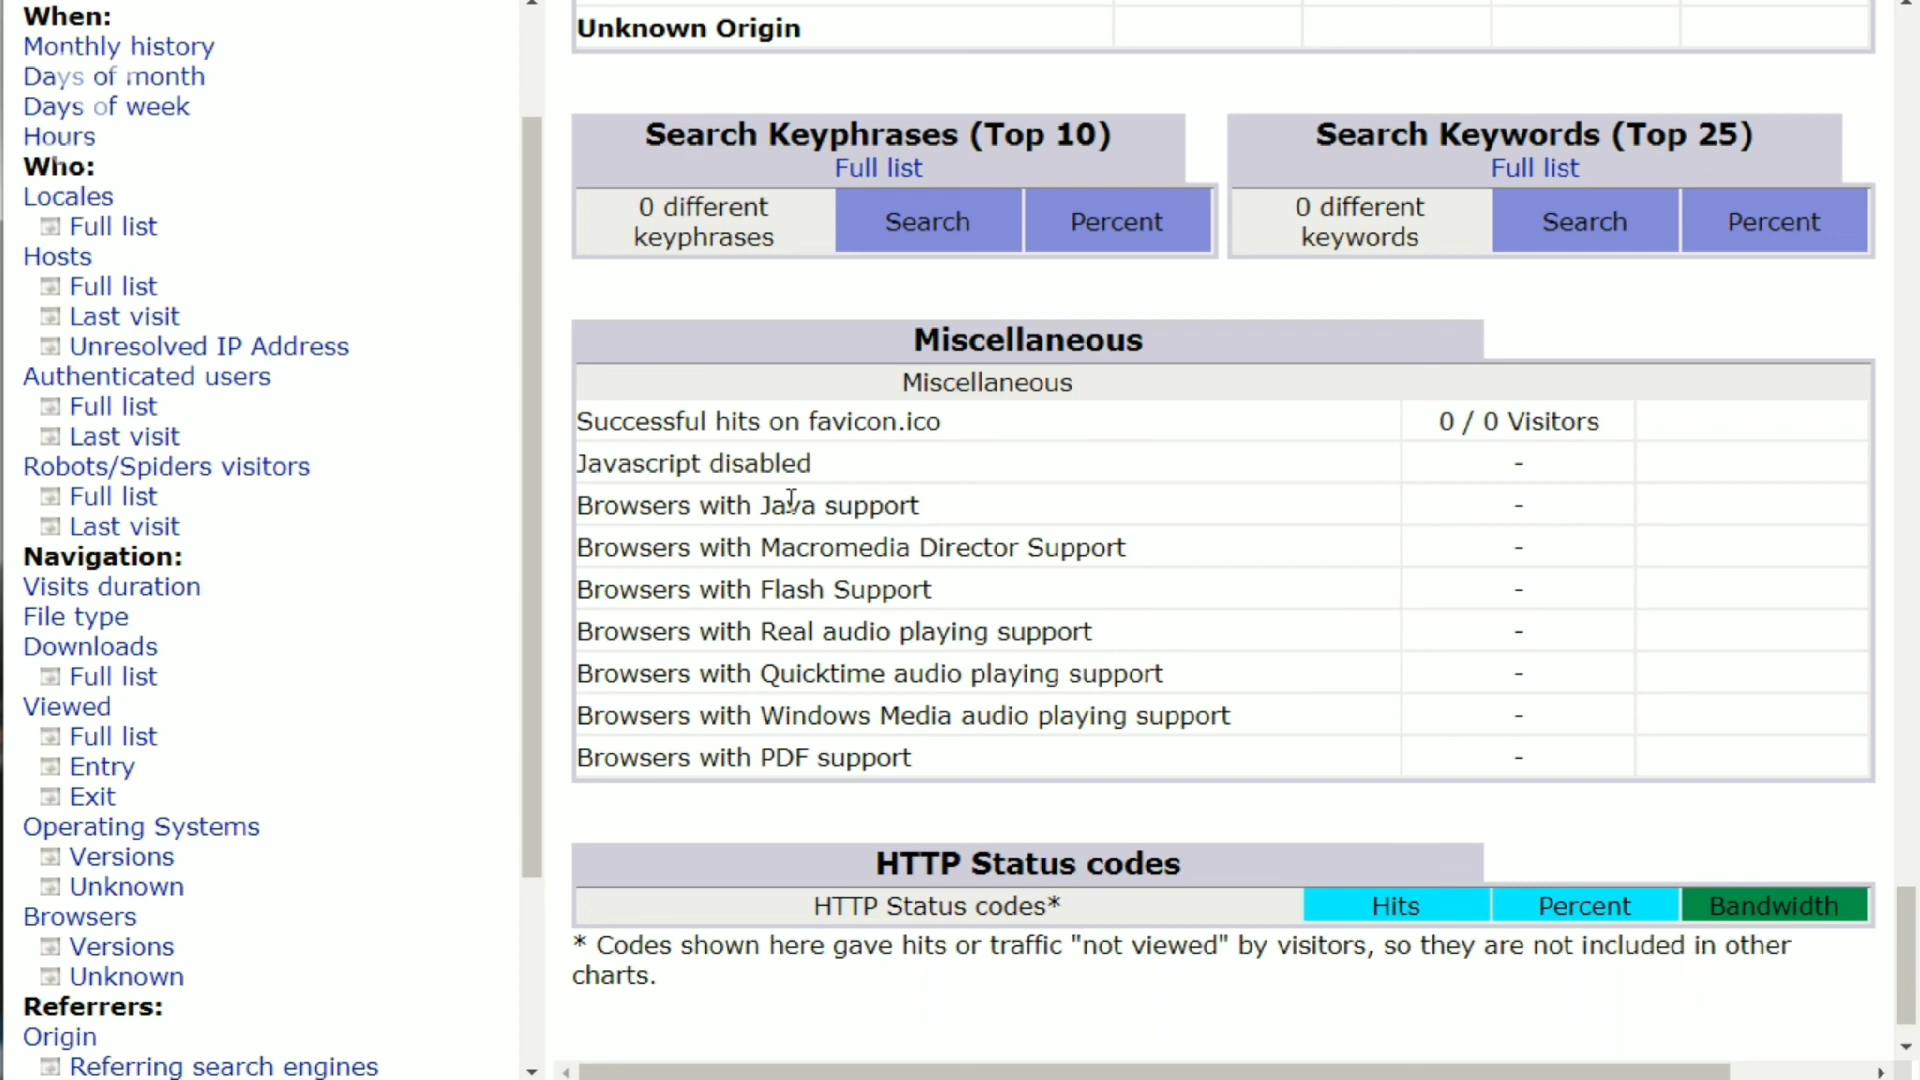 When:
Monthly history
Days of month
Days of week
Hours
Who:
Locales
Full list
Hosts
Full list
Last visit
Unresolved IP Address
Authenticated users
Full list
Last visit
Robots/Spiders visitors
Full list
Last visit
Navigation:
Visits duration
File type
Downloads
Full list
Viewed
Full list
Entry
Exit
Operating Systems
Versions
Unknown
Browsers
Versions
Unknown
Referrers:
Origin
Referring search engines
Unknown Origin
Search Keyphrases (Top 10)
Full list
0 different
keyphrases
Search
Percent
Search Keywords (Top 25)
Full list
0 different
keywords
Search
Percent
Miscellaneous
Miscellaneous
Successful hits on favicon.ico 0 / 0 Visitors
Javascript disabled -
Browsers with Java support -
Browsers with Macromedia Director Support -
Browsers with Flash Support -
Browsers with Real audio playing support -
Browsers with Quicktime audio playing support -
Browsers with Windows Media audio playing support -
Browsers with PDF support -
HTTP Status codes
HTTP Status codes* Hits Percent Bandwidth
* Codes shown here gave hits or traffic "not viewed" by visitors, so they are not included in other
charts.